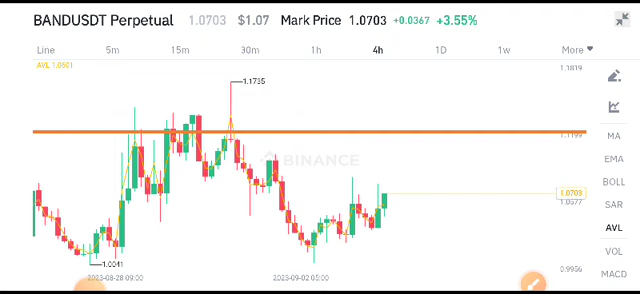 BANDUSDT Perpetual 1.0703 $1.07 Mark Price 1.0703 +0.0367 +3.55%
Line 5m 15m 30m 1h 4h 1D 1w More
AVL 1.0601
1.1819
1.1735
1.1199
MA
BINANCE
EMA
BOLL
1.0703
1.0577
SAR
AVL
VOL
1.0041
0.9956
MACD
2023-08-28 09:00 2023-09-02 05:00